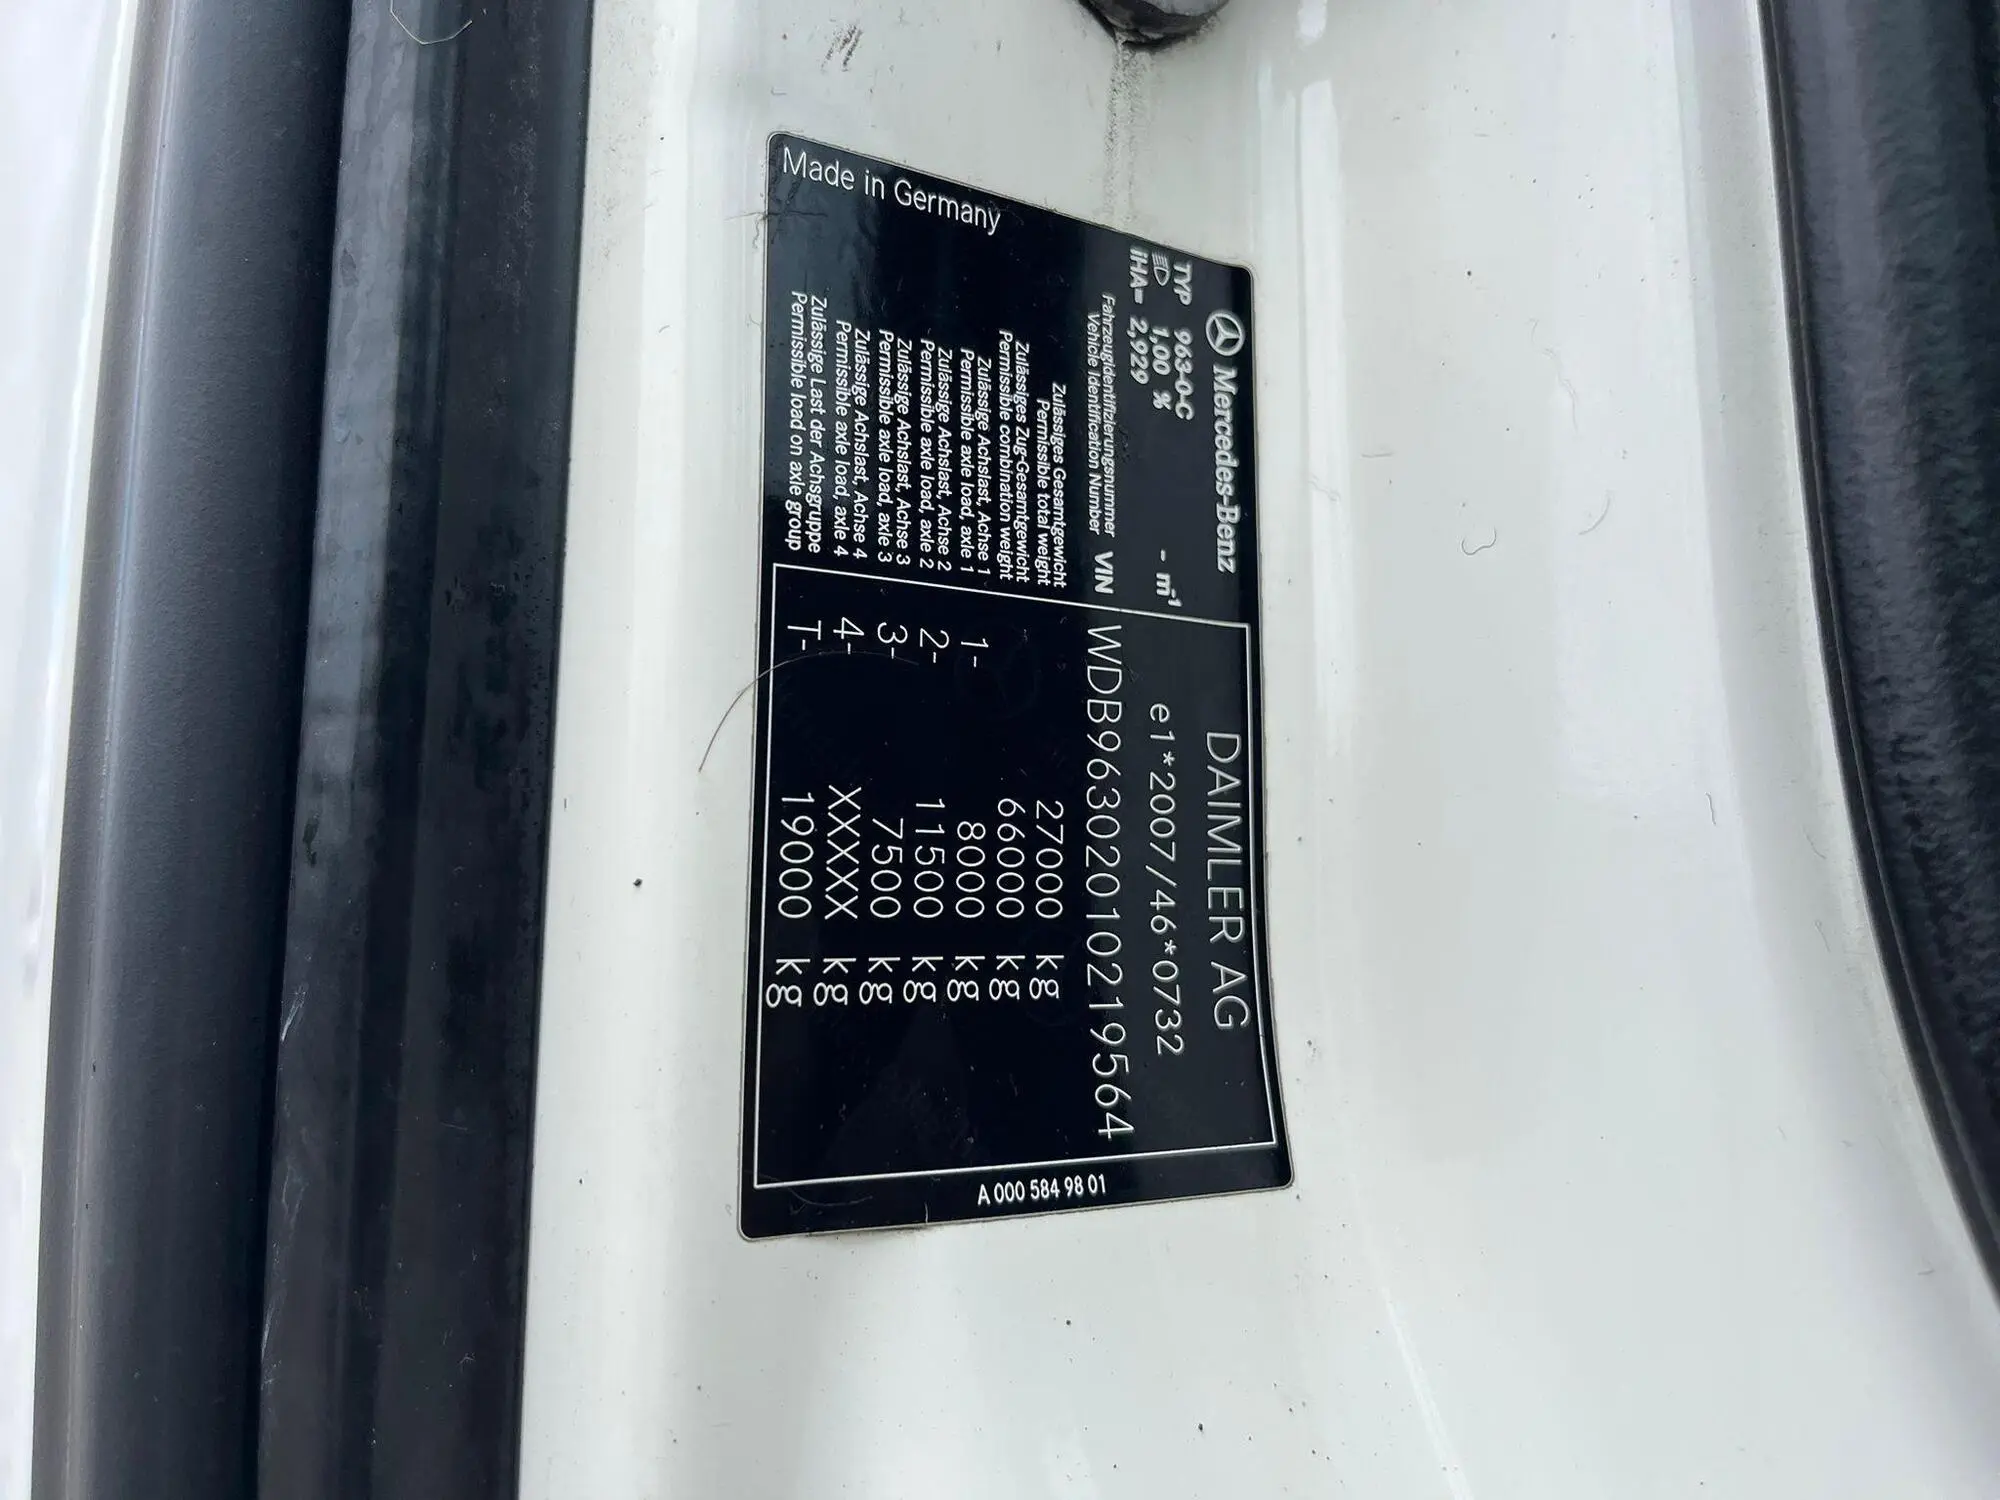 Mercedes-Benz
DAIMLER AG
TYP 963-0-C
1,00 % - m-1
e1*2007/46*0732
iHA= 2,929
Fahrzeugidentifizierungsnummer
Vehicle Identification Number
VIN WDB9630201021 9564
Zulässiges Gesamtgewicht
Permissible total weight
27000 kg
Zulässiges Zug-Gesamtgewicht
Permissible combination weight
66000 kg
Zulässige Achslast, Achse 1
Permissible axle load, axle 1
1- 8000 kg
Zulässige Achslast, Achse 2
Permissible axle load, axle 2
2- 11500 kg
Zulässige Achslast, Achse 3
Permissible axle load, axle 3
3- 7500 kg
Zulässige Achslast, Achse 4
Permissible axle load, axle 4
4- XXXXX kg
Zulässige Last der Achsgruppe
Permissible load on axle group
T- 19000 kg
Made in Germany
A 000 584 98 01